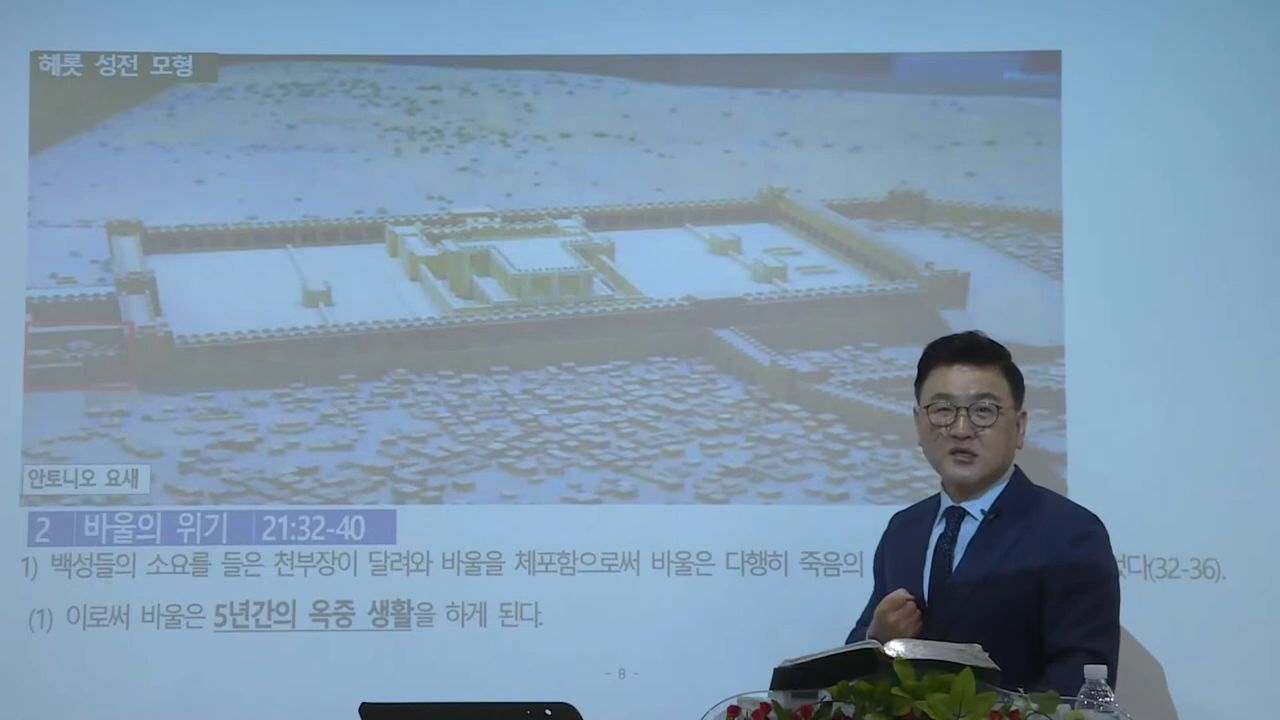 헤롯 성전 모형
안토니오 요새
2 바울의 위기 21:32-40
1) 백성들의 소요를 들은 천부장이 달려와 바울을 체포함으로써 바울은 다행히 죽음의 었다(32-36).
(1) 이로써 바울은 5년간의 옥중 생활을 하게 된다.
- 8 -